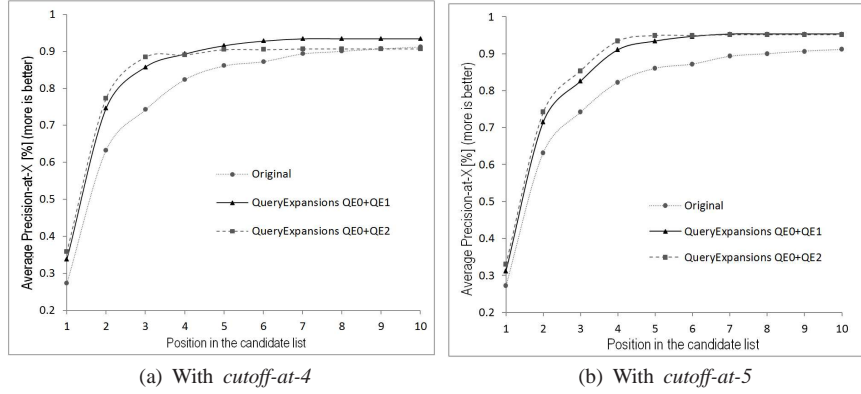 Average Precision-at-X [%] (more is better)
1
0.9
0.8
0.7
0.6
0.5
0.4
0.3
0.2
Original
QueryExpansions QE0+QE1
QueryExpansions QE0+QE2
1 2 3 4 5 6 7 8 9 10
Position in the candidate list
(a) With cutoff-at-4
Average Precision-at-X [%] (more is better)
1
0.9
0.8
0.7
0.6
0.5
0.4
0.3
0.2
Original
QueryExpansions QE0+QE1
QueryExpansions QE0+QE2
1 2 3 4 5 6 7 8 9 10
Position in the candidate list
(b) With cutoff-at-5